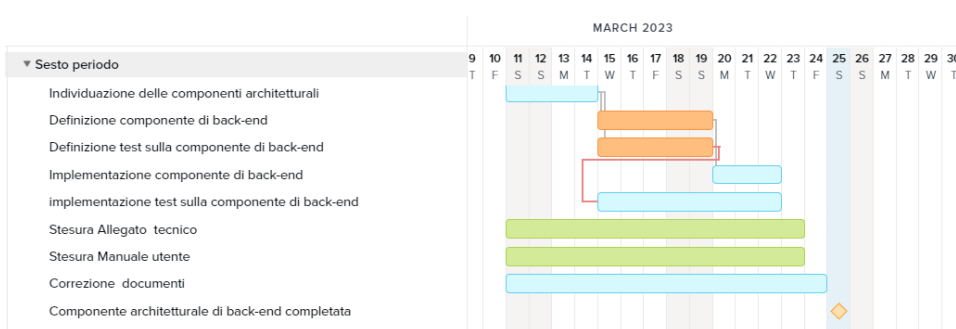 MARCH 2023
9 10 11 12 13 14 15 16 17 18 19 20 21 22 23 24 25 26 27 28 29 30
T F S S M T W T F S S M T W T F S S M T W T
Sesto periodo
Individuazione delle componenti architetturali
Definizione componente di back-end
Definizione test sulla componente di back-end
Implementazione componente di back-end
implementazione test sulla componente di back-end
Stesura Allegato tecnico
Stesura Manuale utente
Correzione documenti
Componente architetturale di back-end completata